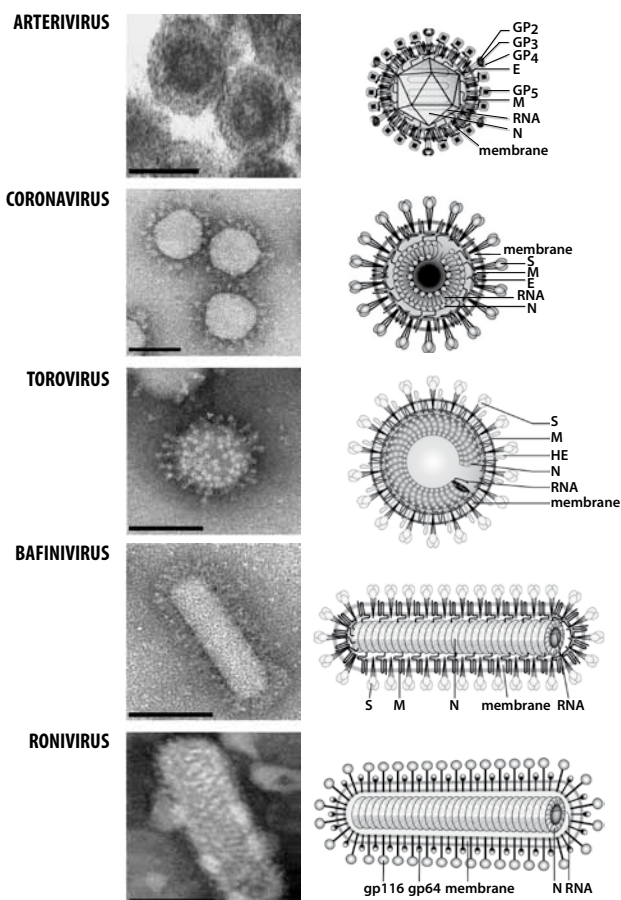 ARTERIVIRUS
GP2
GP3
GP4
E
GP5
M
RNA
N
membrane
CORONAVIRUS
membrane
S
M
E
RNA
N
TOROVIRUS
S
M
HE
N
RNA
membrane
BAFINIVIRUS
S M N membrane RNA
RONIVIRUS
gp116 gp64 membrane N RNA